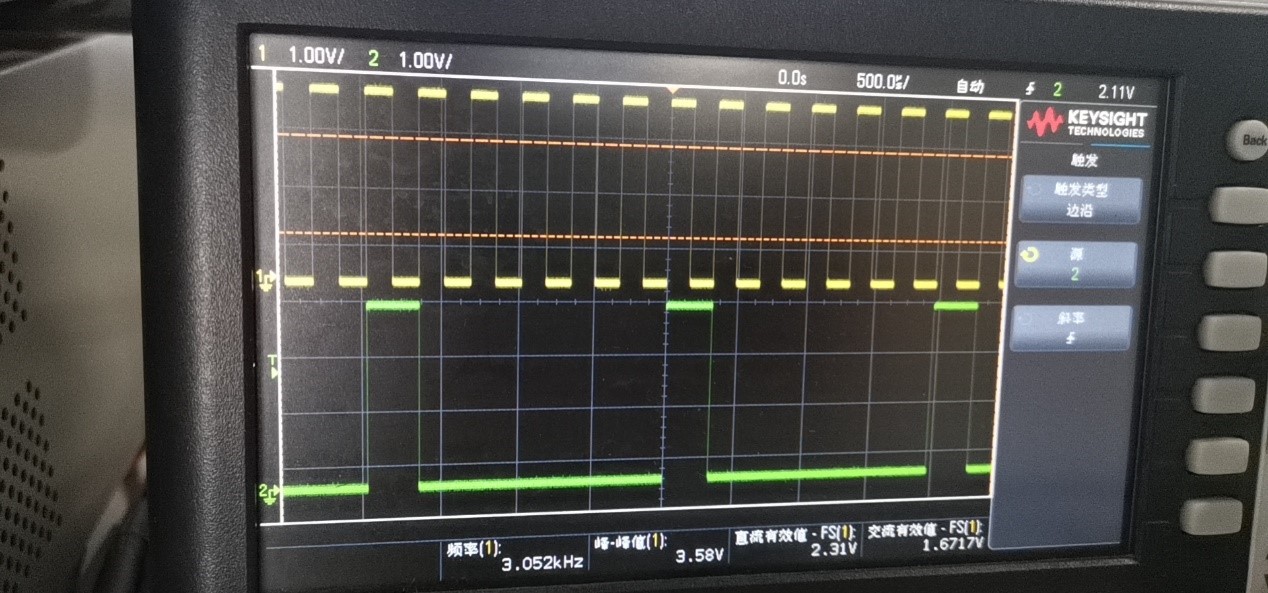 1 1.00V/ 2 1.00V/ 0.0s 500.0㎲/ 自动 2 2.11V
KEYSIGHT
TECHNOLOGIES
触发
触发类型
边沿
源
2
斜率
Back
1
T
2
频率(1):
3.052kHz
峰-峰值(1):
3.58V
直流有效值 - FS(1):
2.31V
交流有效值 - FS(1):
1.6717V